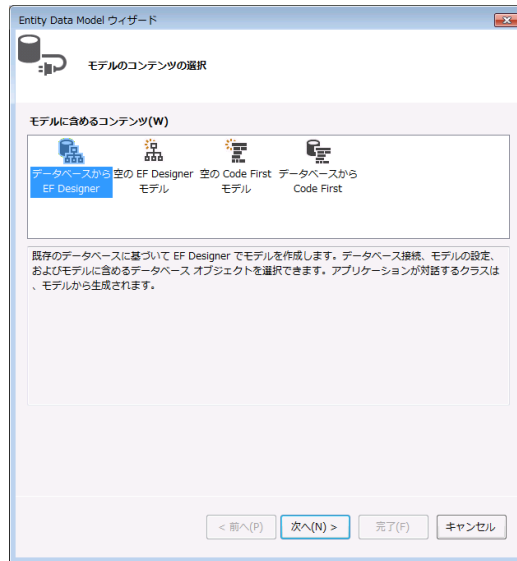 Entity Data Model ウィザード
モデルのコンテンツの選択
モデルに含めるコンテンツ(W)
データベースから 空の EF Designer 空の Code First データベースから
EF Designer モデル モデル Code First
既存のデータベースに基づいて EF Designer でモデルを作成します。データベース接続、モデルの設定、
およびモデルに含めるデータベース オブジェクトを選択できます。アプリケーションが対話するクラスは
、モデルから生成されます。
< 前へ(P) 次へ(N) > 完了(F) キャンセル